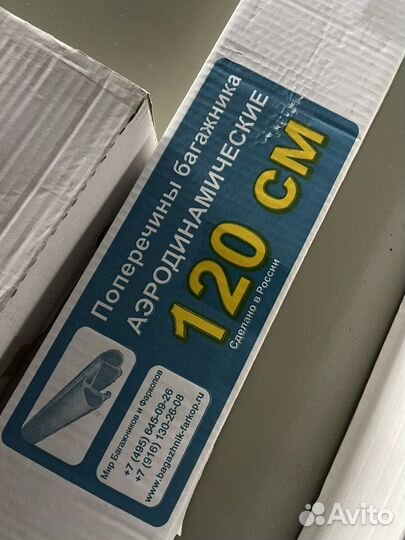 Поперечины багажника
АЭРОДИНАМИЧЕСКИЕ
120 см
Сделано в России
Мир Багажников и Фаркопов
+7 (495) 645-09-26
+7 (916) 130-26-08
www.bagazhnik-farkop.ru
Avito